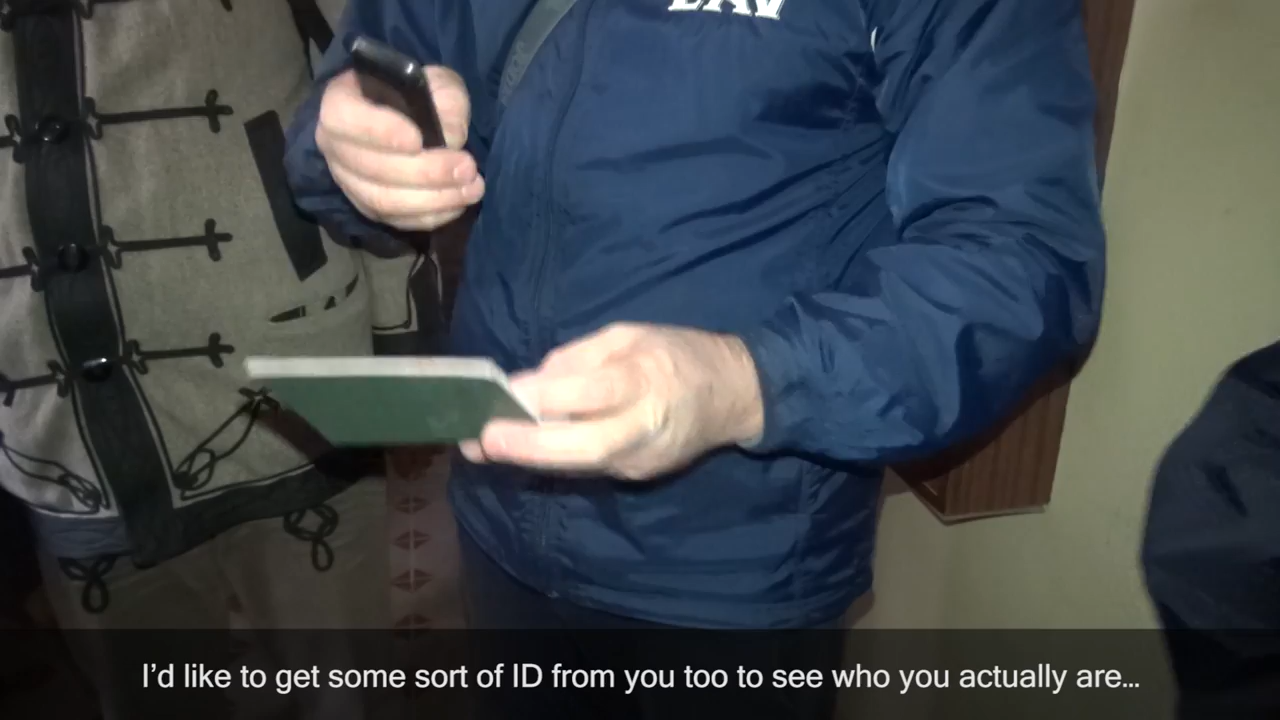 I’d like to get some sort of ID from you too to see who you actually are…